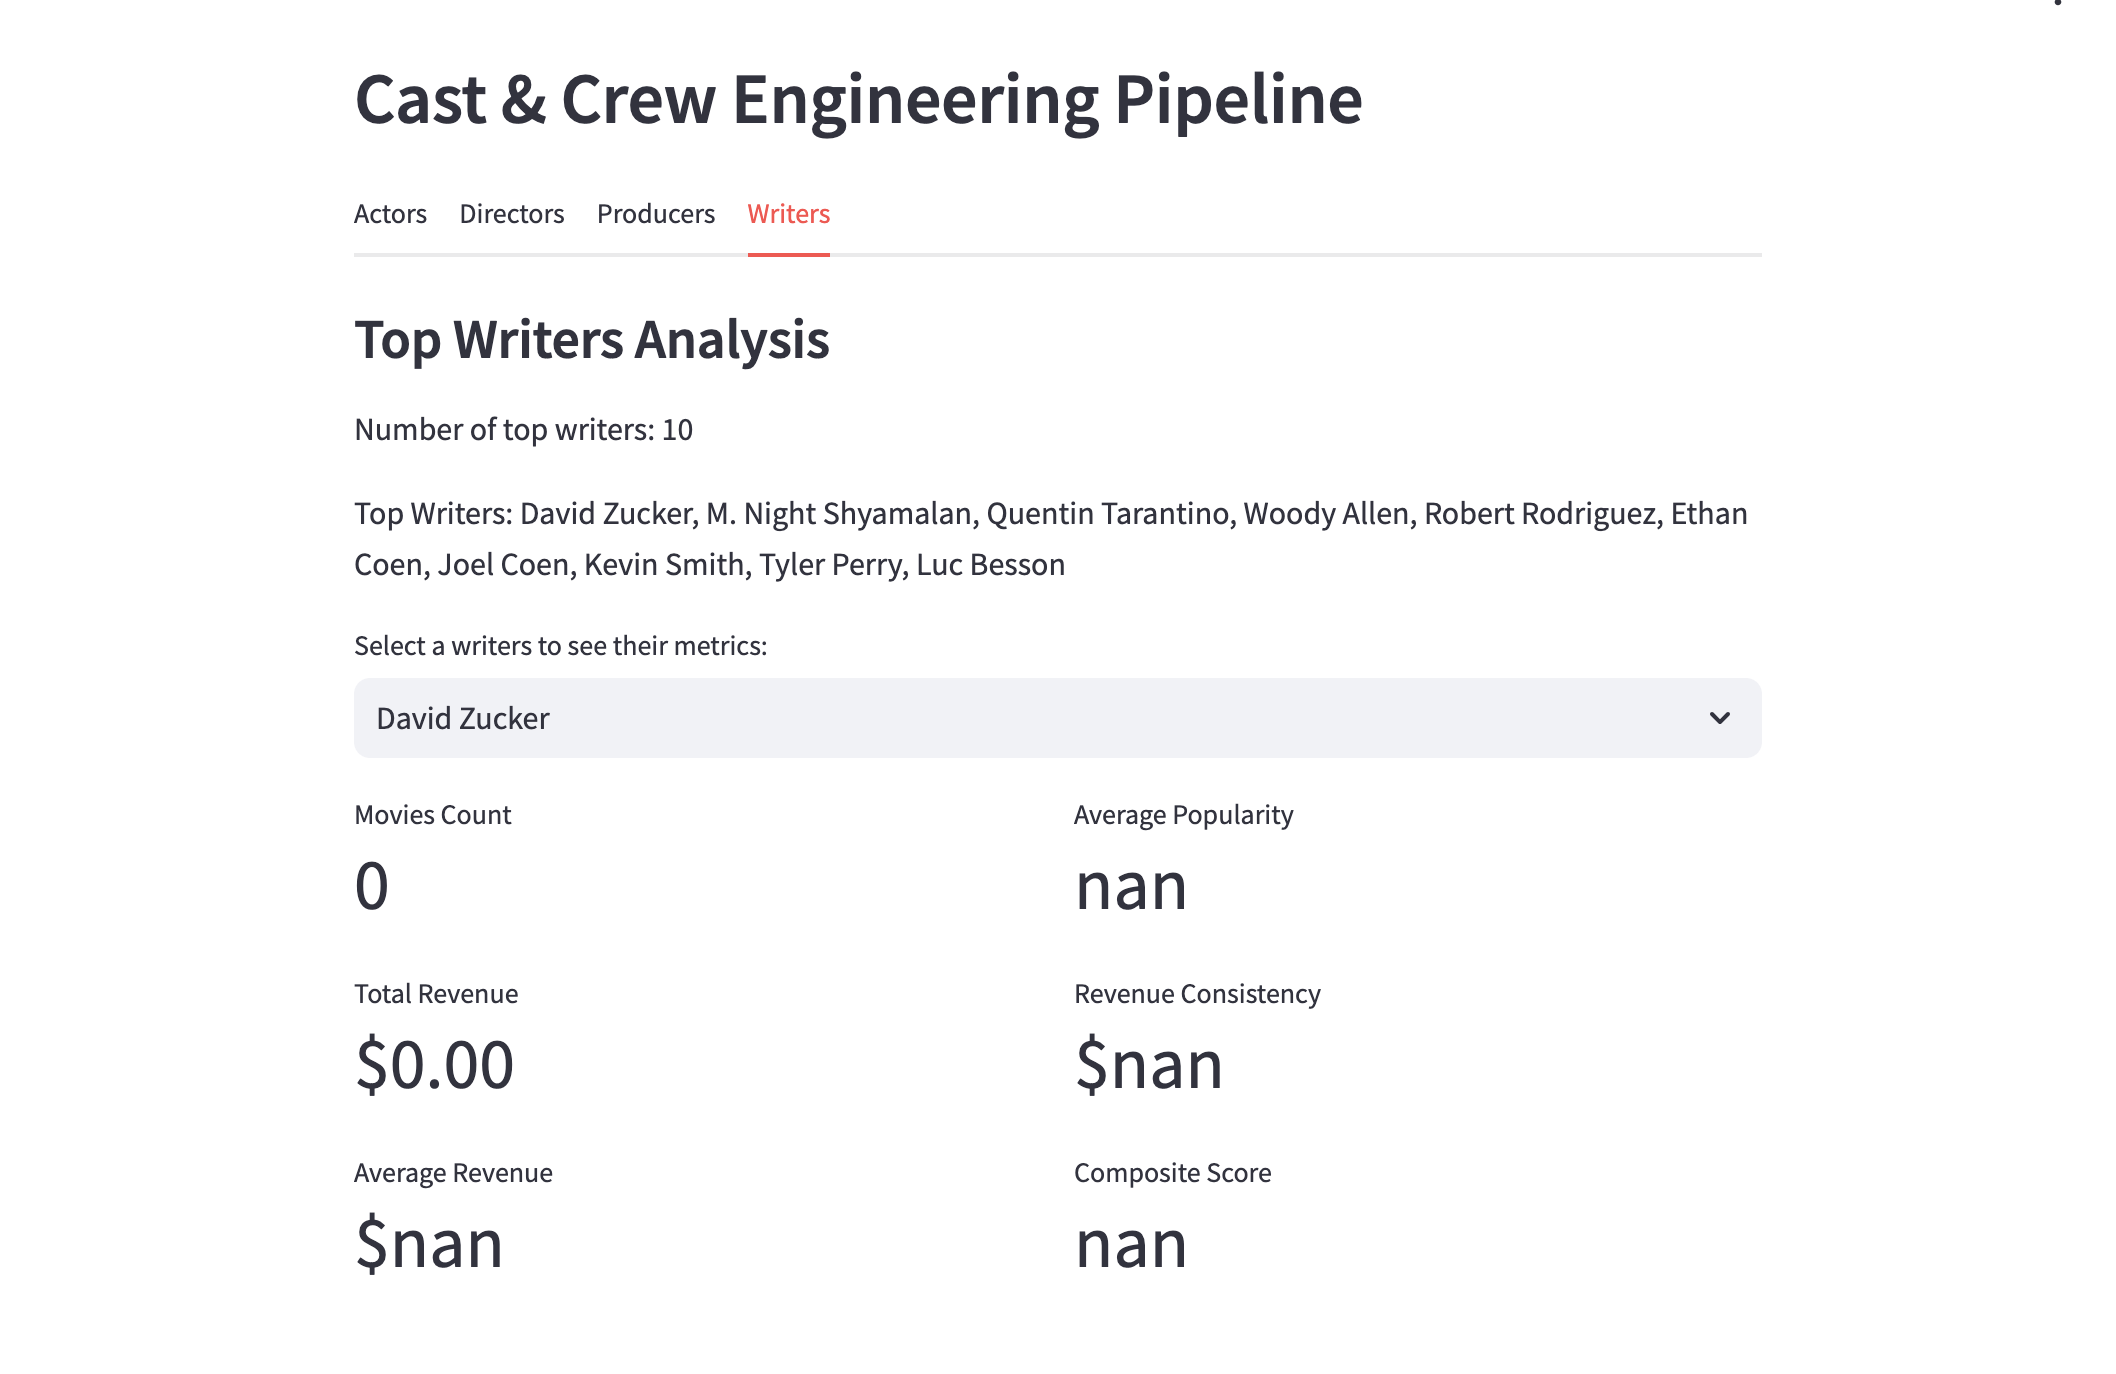 Cast & Crew Engineering Pipeline
Actors Directors Producers Writers
Top Writers Analysis
Number of top writers: 10
Top Writers: David Zucker, M. Night Shyamalan, Quentin Tarantino, Woody Allen, Robert Rodriguez, Ethan
Coen, Joel Coen, Kevin Smith, Tyler Perry, Luc Besson
Select a writers to see their metrics:
David Zucker
Movies Count
0
Average Popularity
nan
Total Revenue
$0.00
Revenue Consistency
$nan
Average Revenue
$nan
Composite Score
nan